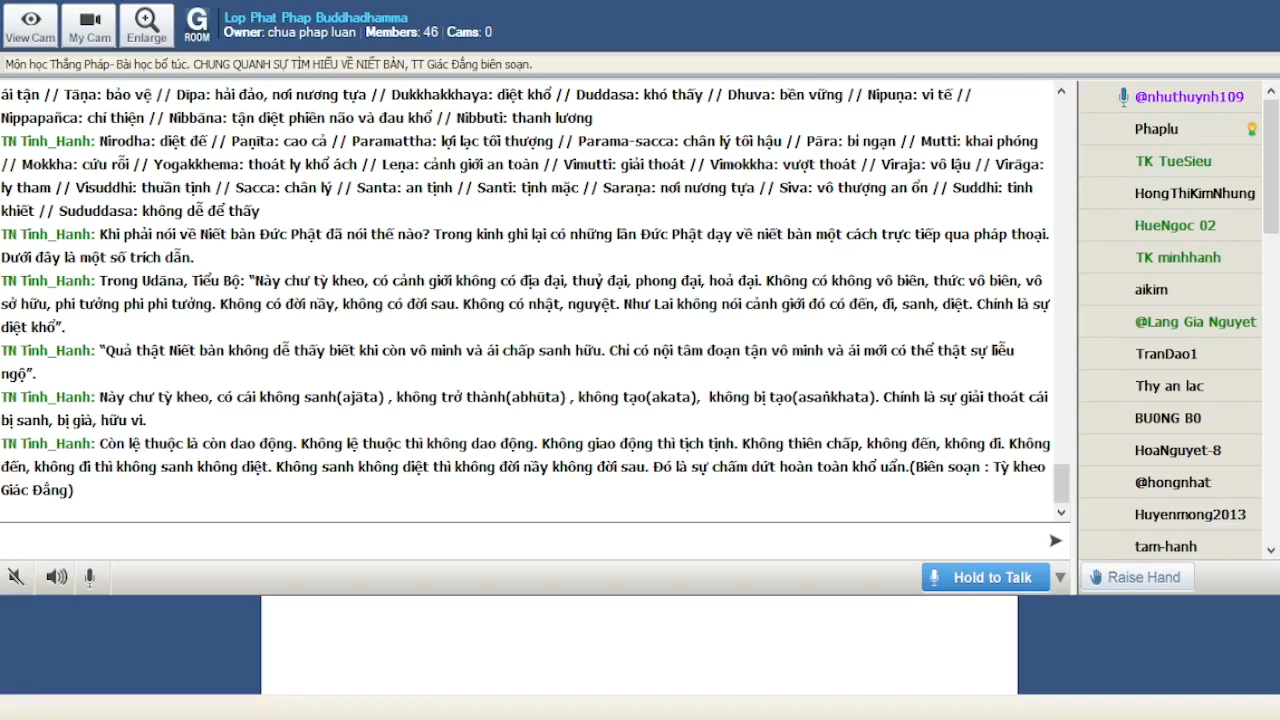 View Cam
My Cam
Enlarge
G
ROOM
Lop Phat Phap Buddhadhamma
Owner: chua phap luan | Members: 46 | Cams: 0
Môn học Thắng Pháp- Bài học bổ túc. CHUNG QUANH SỰ TÌM HIỂU VỀ NIẾT BÀN, TT Giác Đẳng biên soạn.
ái tận // Tāṇa: bảo vệ // Dīpa: hải đảo, nơi nương tựa // Dukkhakkhaya: diệt khổ // Duddasa: khó thấy // Dhuva: bền vững // Nipuṇa: vi tế //
Nippapañca: chí thiện // Nibbāna: tận diệt phiền não và đau khổ // Nibbuti: thanh lương
TN Tinh_Hanh: Nirodha: diệt đế // Paṇīta: cao cả // Paramattha: lợi lạc tối thượng // Parama-sacca: chân lý tối hậu // Pāra: bỉ ngạn // Mutti: khai phóng
// Mokkha: cứu rỗi // Yogakkhema: thoát ly khổ ách // Leṇa: cảnh giới an toàn // Vimutti: giải thoát // Vimokkha: vượt thoát // Viraja: vô lậu // Virāga:
ly tham // Visuddhi: thuần tịnh // Sacca: chân lý // Santa: an tịnh // Santi: tịnh mặc // Saraṇa: nơi nương tựa // Siva: vô thượng an ổn // Suddhi: tinh
khiết // Sududdasa: không dễ để thấy
TN Tinh_Hanh: Khi phải nói về Niết bàn Đức Phật đã nói thế nào? Trong kinh ghi lại có những lần Đức Phật dạy về niết bàn một cách trực tiếp qua pháp thoại.
Dưới đây là một số trích dẫn.
TN Tinh_Hanh: Trong Udāna, Tiểu Bộ: “Này chư tỳ kheo, có cảnh giới không có địa đại, thuỷ đại, phong đại, hoả đại. Không có không vô biên, thức vô biên, vô
sở hữu, phi tưởng phi phi tưởng. Không có đời nầy, không có đời sau. Không có nhật, nguyệt. Như Lai không nói cảnh giới đó có đến, đi, sanh, diệt. Chính là sự
diệt khổ”.
TN Tinh_Hanh: “Quả thật Niết bàn không dễ thấy biết khi còn vô minh và ái chấp sanh hữu. Chỉ có nội tâm đoạn tận vô minh và ái mới có thể thật sự liễu
ngộ”.
TN Tinh_Hanh: Này chư tỳ kheo, có cái không sanh(ajāta) , không trở thành(abhūta) , không tạo(akata), không bị tạo(asaṅkhata). Chính là sự giải thoát cái
bị sanh, bị già, hữu vi.
TN Tinh_Hanh: Còn lệ thuộc là còn dao động. Không lệ thuộc thì không dao động. Không giao động thì tịch tịnh. Không thiên chấp, không đến, không đi. Không
đến, không đi thì không sanh không diệt. Không sanh không diệt thì không đời nầy không đời sau. Đó là sự chấm dứt hoàn toàn khổ uẩn.(Biên soạn : Tỳ kheo
Giác Đẳng)
Hold to Talk
@nhuthuynh109
Phaplu
TK TueSieu
HongThiKimNhung
HueNgoc 02
TK minhhanh
aikim
@Lang Gia Nguyet
TranDao1
Thy an lac
BU0NG B0
HoaNguyet-8
@hongnhat
Huyenmong2013
tam-hanh
Raise Hand